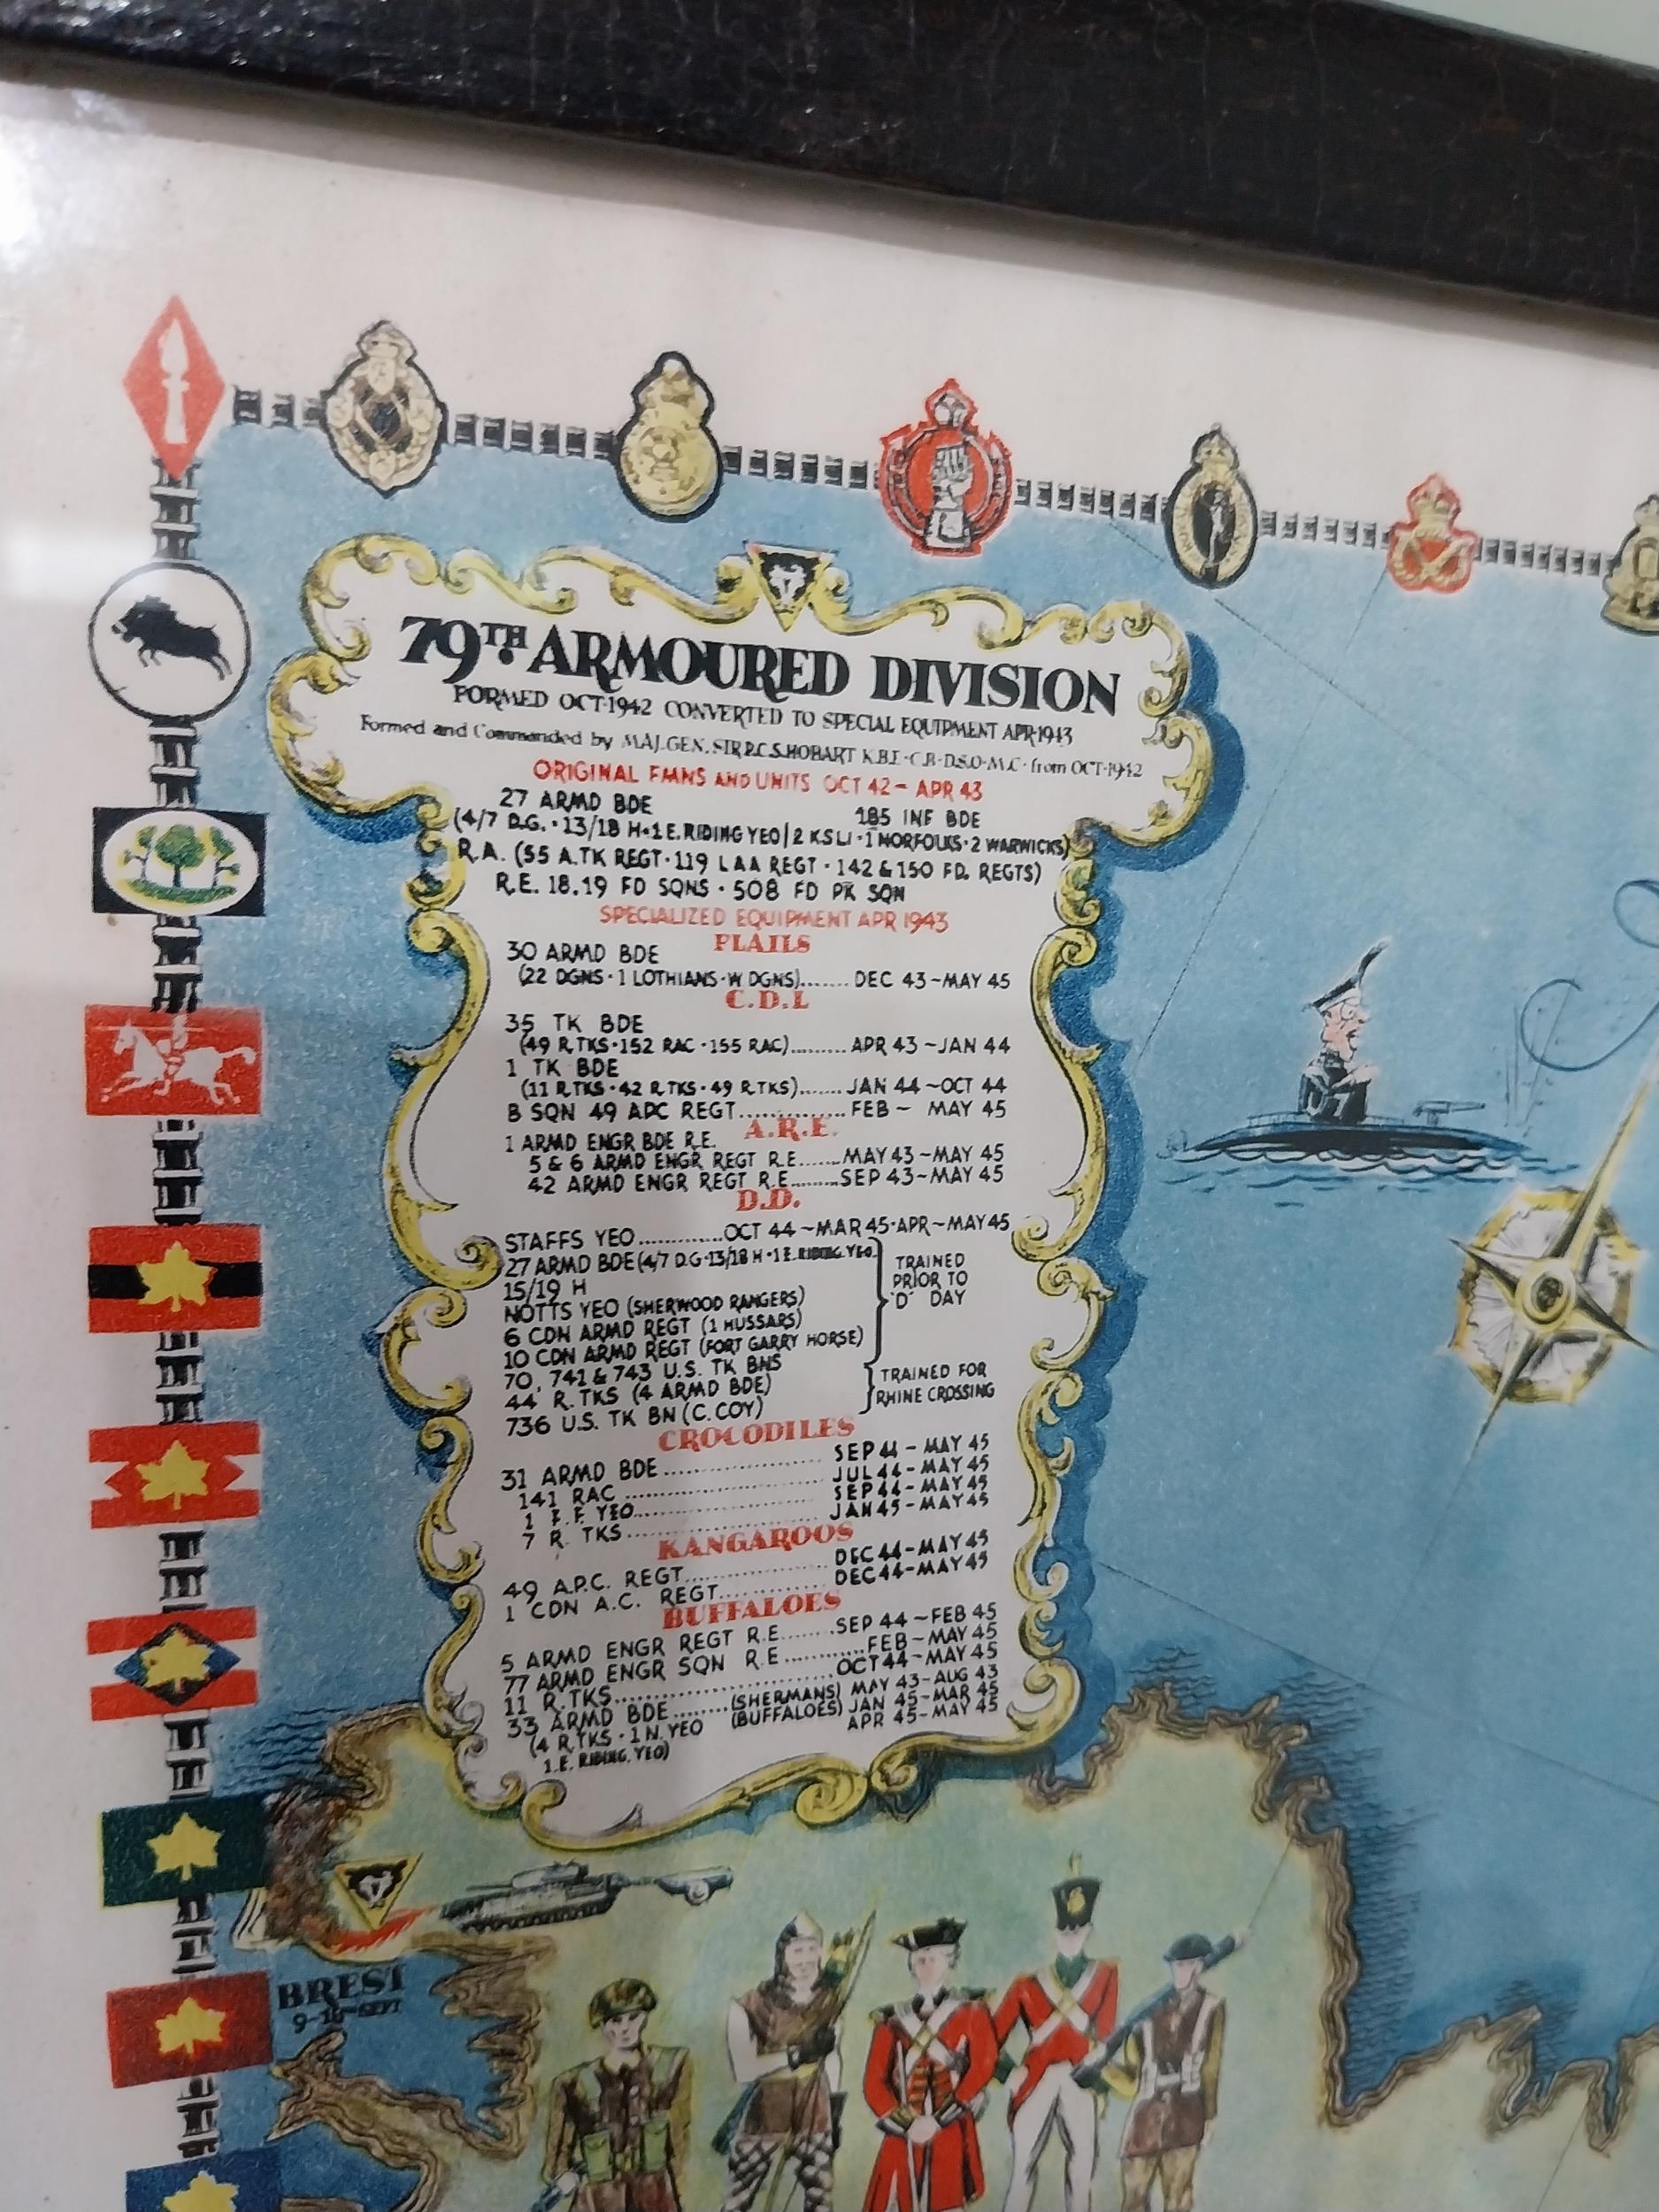 79TH ARMOURED DIVISION
FORMED OCT·1942 CONVERTED TO SPECIAL EQUIPMENT APR·1943
Formed and Commanded by MAJ.GEN. SIR P.C.S.HOBART K.B.E·C.B·D.S.O·M.C· from OCT·1942
ORIGINAL FMNS AND UNITS OCT 42 - APR 43
27 ARMD BDE 185 INF BDE
(4/7 D.G. · 13/18 H·1 E.RIDING YEO|2 KSLI·1 NORFOLKS·2 WARWICKS)
R.A. (55 A.TK REGT·119 LAA REGT · 142 & 150 FD. REGTS)
R.E. 18.19 FD SQNS · 508 FD PK SQN
SPECIALIZED EQUIPMENT APR 1943
FLAILS
30 ARMD BDE
(22 DGNS·1 LOTHIANS·W DGNS)........ DEC 43~MAY 45
C.D.L
35 TK BDE
(49 R.TKS·152 RAC·155 RAC)......... APR 43 ~JAN 44
1 TK BDE
(11 R.TKS·42 R.TKS·49 R.TKS)....... JAN 44 ~OCT 44
B SQN 49 APC REGT.............. FEB ~ MAY 45
A.R.E.
1 ARMD ENGR BDE R.E.
5 & 6 ARMD ENGR REGT R.E....... MAY 43~MAY 45
42 ARMD ENGR REGT R.E.........SEP 43~MAY 45
D.D.
STAFFS YEO .............OCT 44 ~MAR 45·APR~MAY 45
27 ARMD BDE (4/7 D.G·13/18 H·1 E.RIDING.YEO.)
15/19 H
NOTTS YEO (SHERWOOD RANGERS)
6 CDN ARMD REGT (1 HUSSARS)
10 CDN ARMD REGT (FORT GARRY HORSE)
70, 741 & 743 U.S. TK BNS
TRAINED
PRIOR TO
'D' DAY
44 R.TKS (4 ARMD BDE)
736 U.S. TK BN (C.COY)
TRAINED FOR
RHINE CROSSING
CROCODILES
31 ARMD BDE .................. SEP 44 - MAY 45
141 RAC ...................... JUL 44 - MAY 45
1 F.F. YEO.................... SEP 44 - MAY 45
7 R. TKS ..................... JAN 45 - MAY 45
KANGAROOS
49 A.P.C. REGT................ DEC 44 - MAY 45
1 CDN A.C. REGT............. DEC 44 - MAY 45
BUFFALOES
5 ARMD ENGR REGT R.E.......SEP 44 ~FEB 45
77 ARMD ENGR SQN R.E...........FEB - MAY 45
11 R.TKS......................OCT 44 - MAY 45
33 ARMD BDE.........(SHERMANS) MAY 43 - AUG 43
(4 R.TKS·1 N.YEO (BUFFALOES) JAN 45 - MAR 45
1.E. RIDING.YEO) APR 45 - MAY 45
BREST